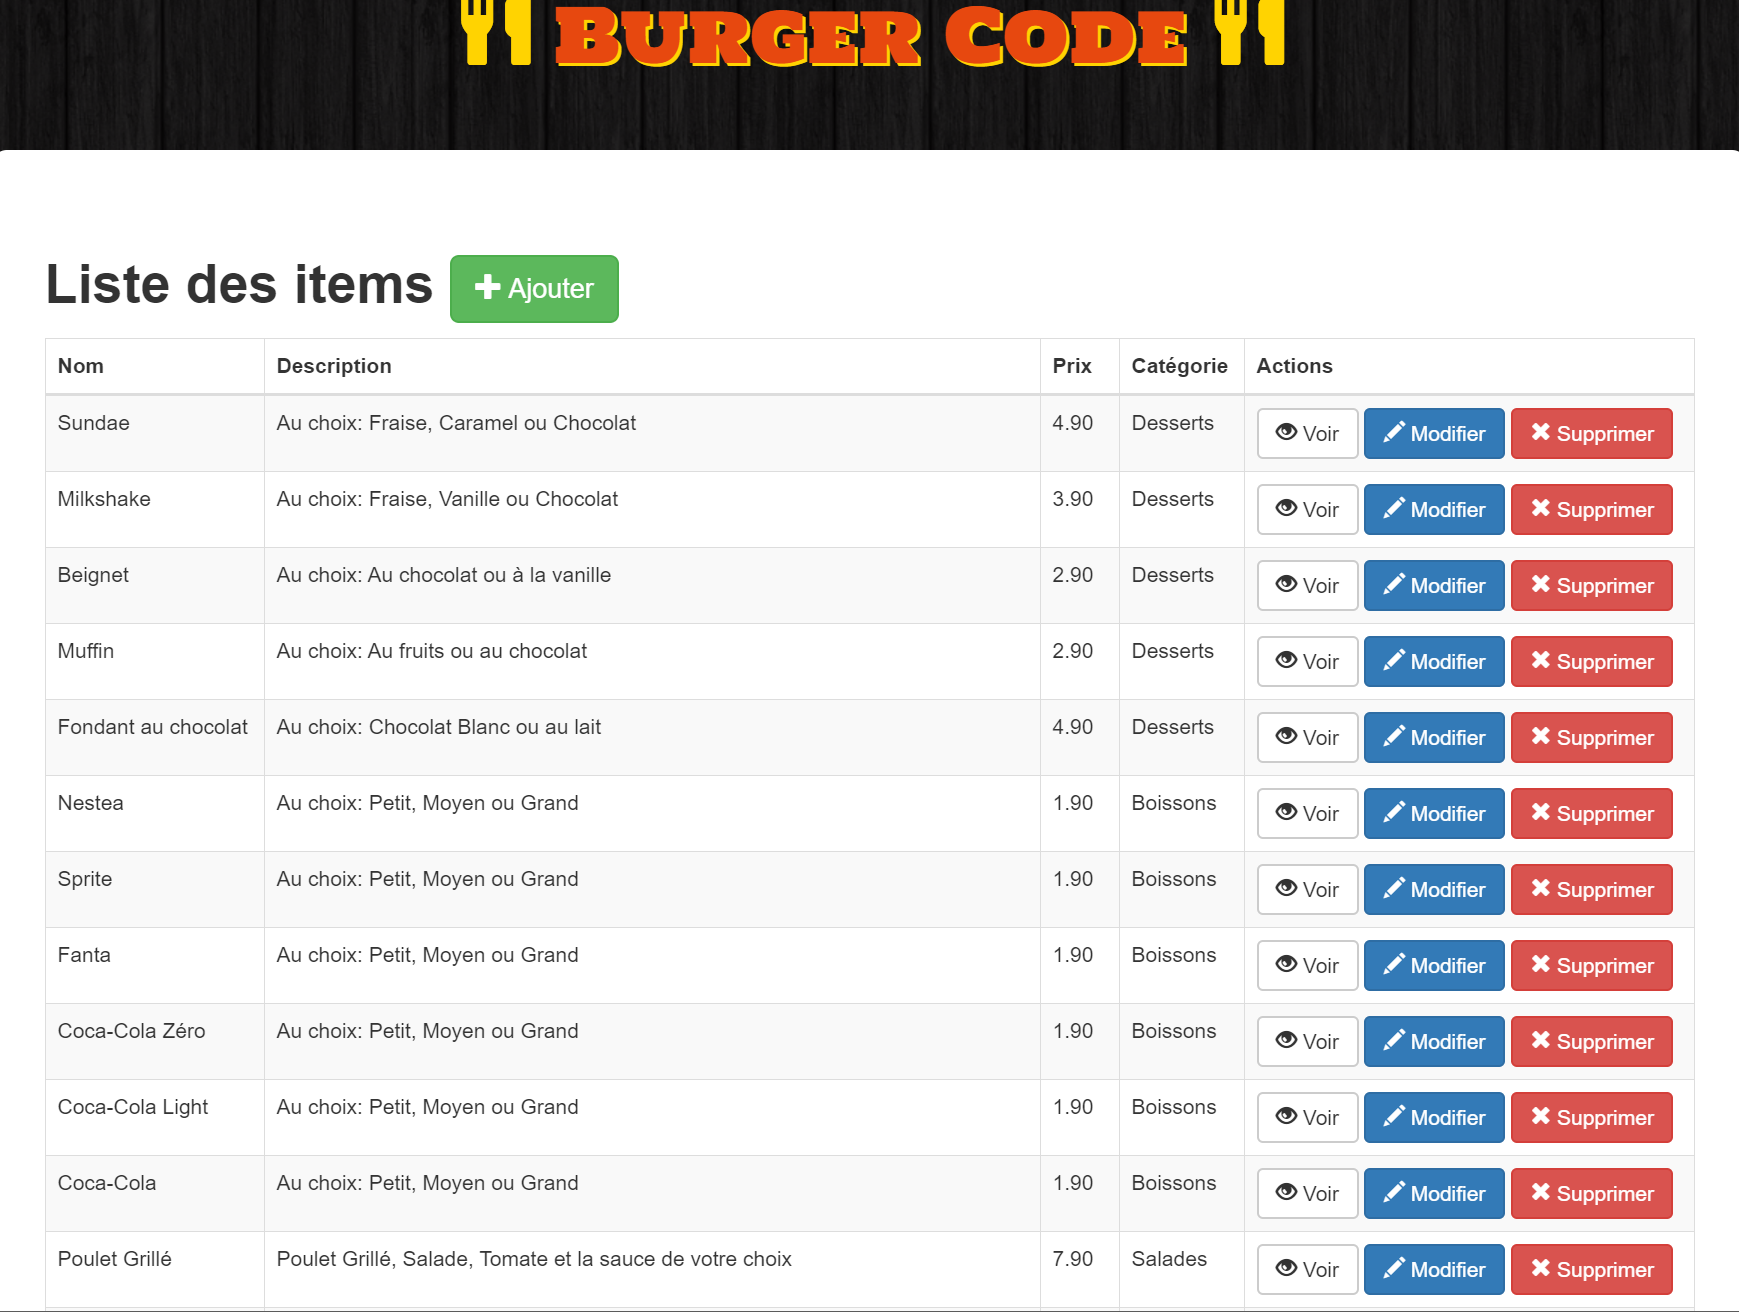 Burger Code
Liste des items Ajouter
Nom Description Prix Catégorie Actions
Sundae Au choix: Fraise, Caramel ou Chocolat 4.90 Desserts Voir Modifier Supprimer
Milkshake Au choix: Fraise, Vanille ou Chocolat 3.90 Desserts Voir Modifier Supprimer
Beignet Au choix: Au chocolat ou à la vanille 2.90 Desserts Voir Modifier Supprimer
Muffin Au choix: Au fruits ou au chocolat 2.90 Desserts Voir Modifier Supprimer
Fondant au chocolat Au choix: Chocolat Blanc ou au lait 4.90 Desserts Voir Modifier Supprimer
Nestea Au choix: Petit, Moyen ou Grand 1.90 Boissons Voir Modifier Supprimer
Sprite Au choix: Petit, Moyen ou Grand 1.90 Boissons Voir Modifier Supprimer
Fanta Au choix: Petit, Moyen ou Grand 1.90 Boissons Voir Modifier Supprimer
Coca-Cola Zéro Au choix: Petit, Moyen ou Grand 1.90 Boissons Voir Modifier Supprimer
Coca-Cola Light Au choix: Petit, Moyen ou Grand 1.90 Boissons Voir Modifier Supprimer
Coca-Cola Au choix: Petit, Moyen ou Grand 1.90 Boissons Voir Modifier Supprimer
Poulet Grillé Poulet Grillé, Salade, Tomate et la sauce de votre choix 7.90 Salades Voir Modifier Supprimer